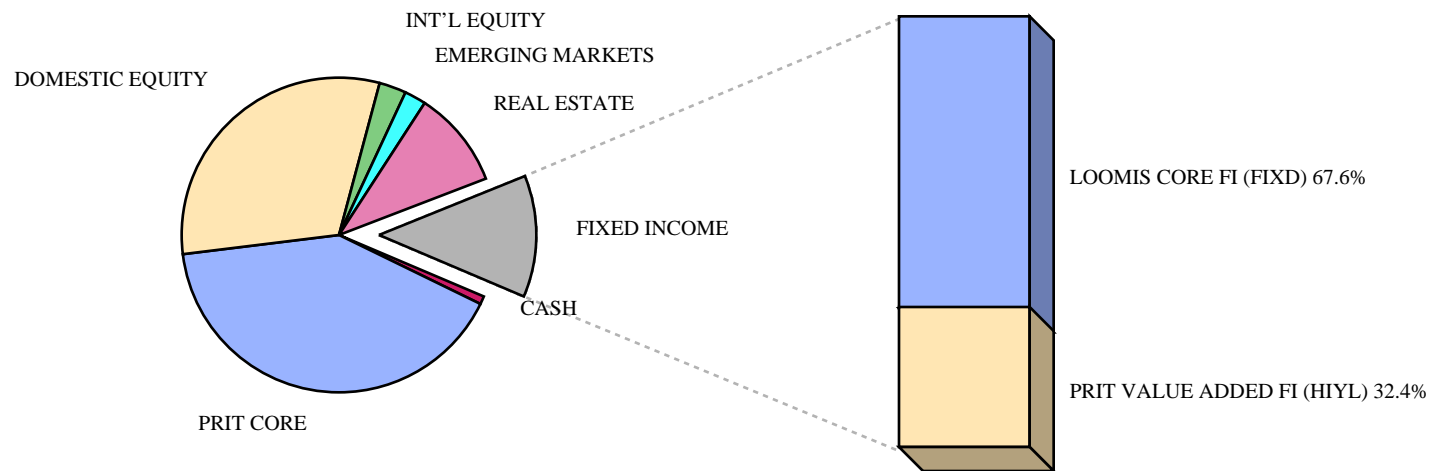 INT’L EQUITY
EMERGING MARKETS
DOMESTIC EQUITY
REAL ESTATE
LOOMIS CORE FI (FIXD) 67.6%
FIXED INCOME
CASH
PRIT VALUE ADDED FI (HIYL) 32.4%
PRIT CORE